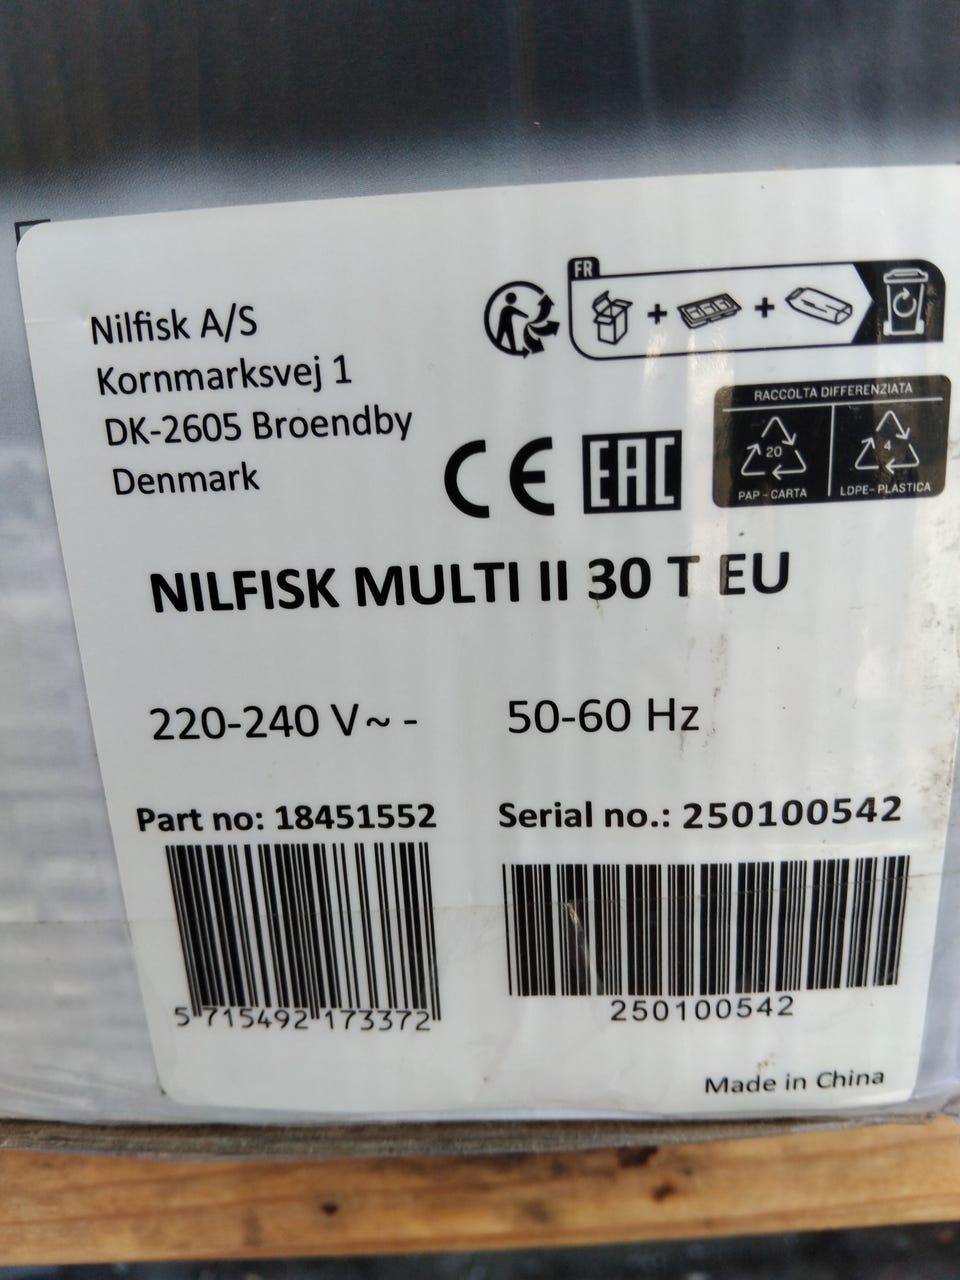 Nilfisk A/S
Kornmarksvej 1
DK-2605 Broendby
Denmark
FR
+ +
CE EAC
RACCOLTA DIFFERENZIATA
20 4
PAP - CARTA LDPE - PLASTICA
NILFISK MULTI II 30 T EU
220-240 V~ - 50-60 Hz
Part no: 18451552 Serial no.: 250100542
5 715492 173372 250100542
Made in China